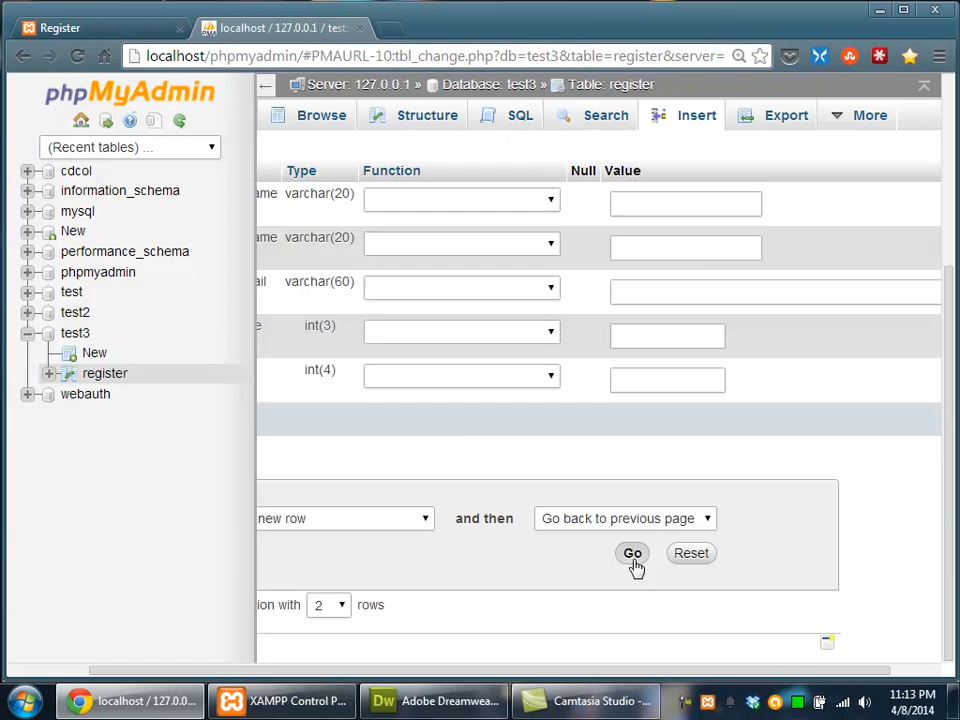 Register
localhost / 127.0.0.1 / test
localhost/phpmyadmin/#PMAURL-10:tbl_change.php?db=test3&table=register&server=
phpMyAdmin
Server: 127.0.0.1 » Database: test3 » Table: register
Browse Structure SQL Search Insert Export More
(Recent tables) ...
cdcol
information_schema
mysql
New
performance_schema
phpmyadmin
test
test2
test3
New
register
webauth
Type Function Null Value
ame varchar(20)
ame varchar(20)
ail varchar(60)
e int(3)
int(4)
new row and then Go back to previous page
Go Reset
ion with 2 rows
localhost / 127.0.0... XAMPP Control P... Adobe Dreamwea... Camtasia Studio -...
11:13 PM
4/8/2014